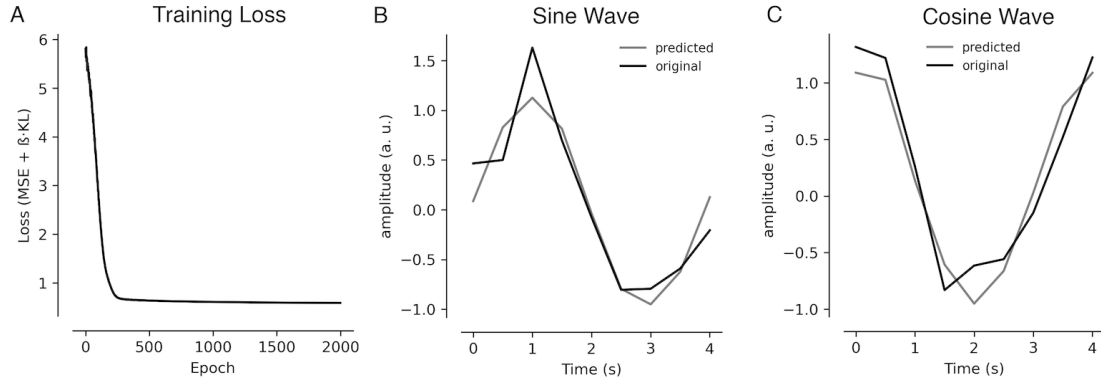 A
Training Loss
6
5
4
3
2
1
0 500 1000 1500 2000
Epoch
Loss (MSE + ß·KL)
B
Sine Wave
predicted
original
1.5
1.0
0.5
0.0
−0.5
−1.0
0 1 2 3 4
Time (s)
amplitude (a. u.)
C
Cosine Wave
predicted
original
1.0
0.5
0.0
−0.5
−1.0
0 1 2 3 4
Time (s)
amplitude (a. u.)